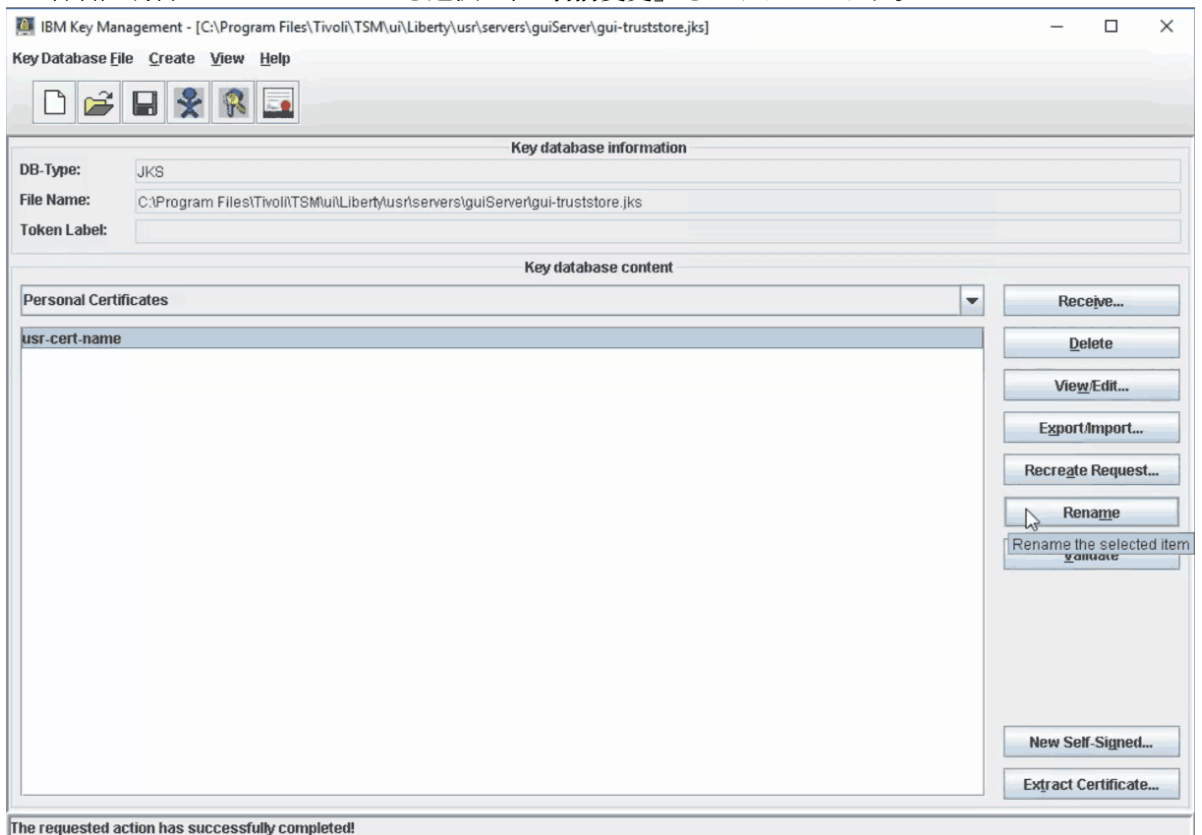 IBM Key Management - [C:\Program Files\Tivoli\TSM\ui\Liberty\usr\servers\guiServer\gui-truststore.jks]
Key Database File Create View Help
Key database information
DB-Type: JKS
File Name: C:\Program Files\Tivoli\TSM\ui\Liberty\usr\servers\guiServer\gui-truststore.jks
Token Label:
Key database content
Personal Certificates
Receive...
usr-cert-name
Delete
View/Edit...
Export/Import...
Recreate Request...
Rename
Rename the selected item
Validate
New Self-Signed...
Extract Certificate...
The requested action has successfully completed!